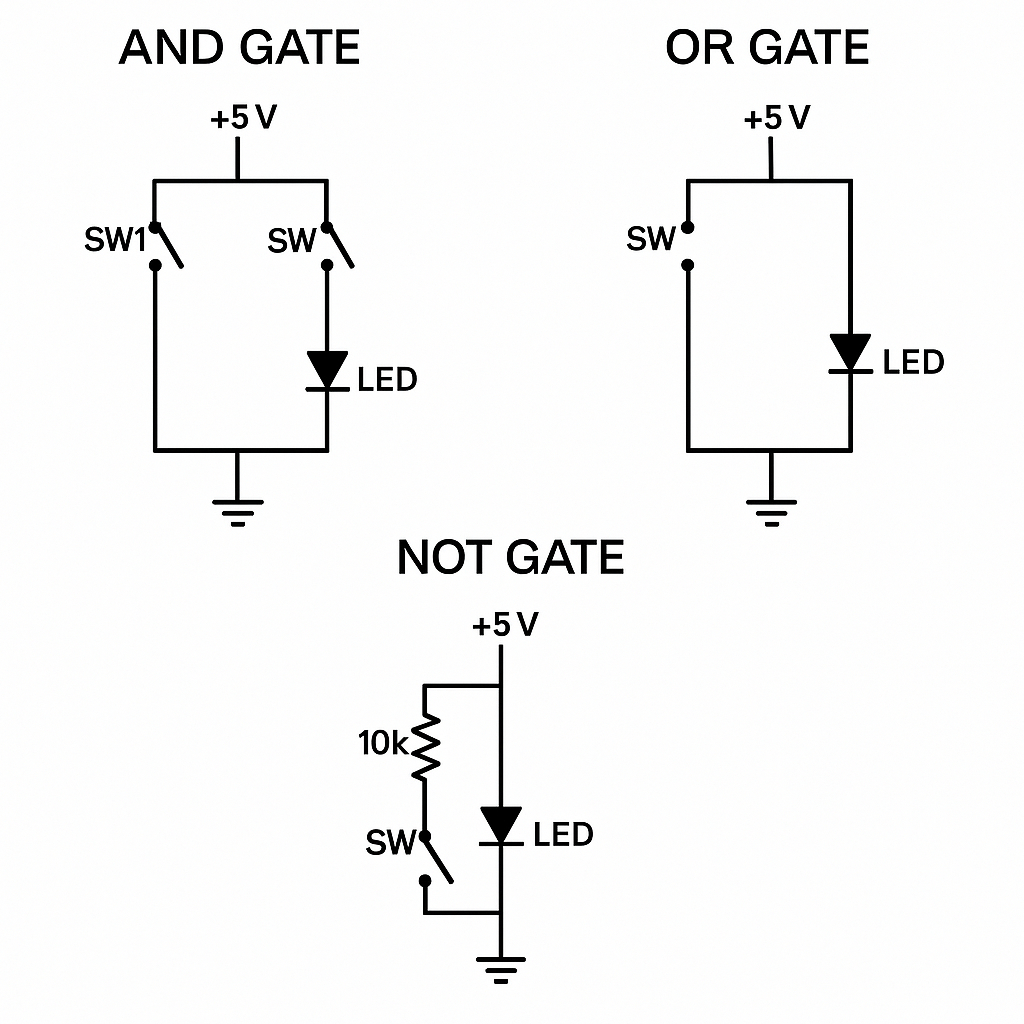 AND GATE
+5 V
SW1
SW
LED
OR GATE
+5 V
SW
LED
NOT GATE
+5 V
10k
SW
LED